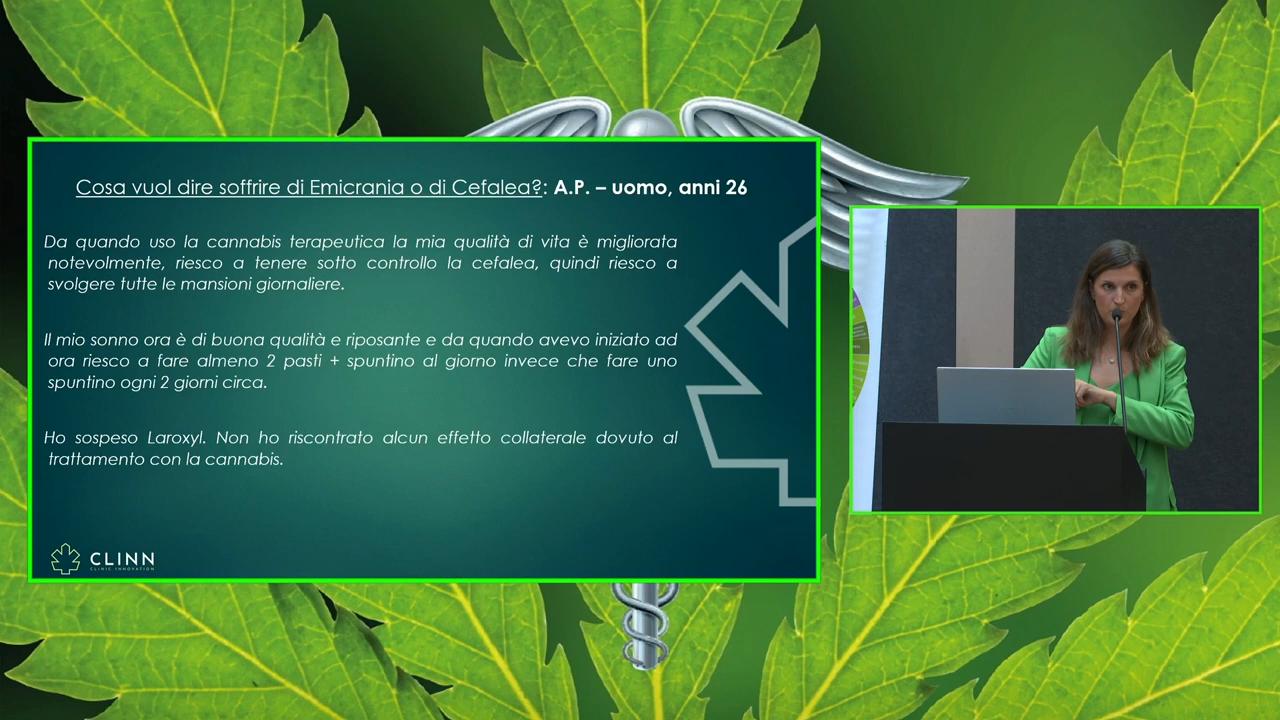 Cosa vuol dire soffrire di Emicrania o di Cefalea?: A.P. – uomo, anni 26
Da quando uso la cannabis terapeutica la mia qualità di vita è migliorata
notevolmente, riesco a tenere sotto controllo la cefalea, quindi riesco a
svolgere tutte le mansioni giornaliere.
Il mio sonno ora è di buona qualità e riposante e da quando avevo iniziato ad
ora riesco a fare almeno 2 pasti + spuntino al giorno invece che fare uno
spuntino ogni 2 giorni circa.
Ho sospeso Laroxyl. Non ho riscontrato alcun effetto collaterale dovuto al
trattamento con la cannabis.
CLINN
CLINIC INNOVATION